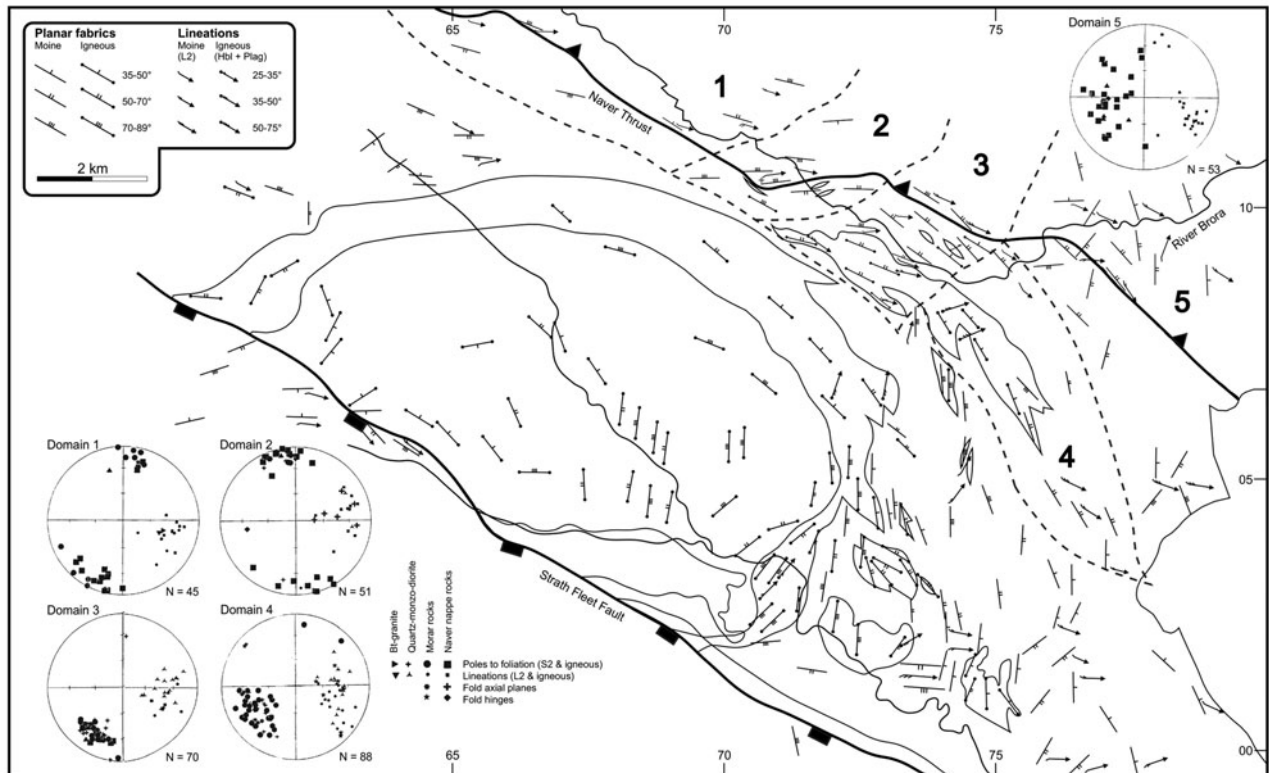 65
70
75
Planar fabrics
Moine Igneous
35-50°
50-70°
70-89°
2 km
Lineations
Moine Igneous
(L2) (Hbl + Plag)
25-35°
35-50°
50-75°
Domain 5
N = 53
1
2
3
4
5
Naver Thrust
River Brora
10
05
00
Strath Fleet Fault
Domain 1
N = 45
Domain 2
N = 51
Domain 3
N = 70
Domain 4
N = 88
Bt-granite
Quartz-monzo-diorite
Morar rocks
Naver nappe rocks
Poles to foliation (S2 & igneous)
Lineations (L2 & igneous)
Fold axial planes
Fold hinges
65
70
75